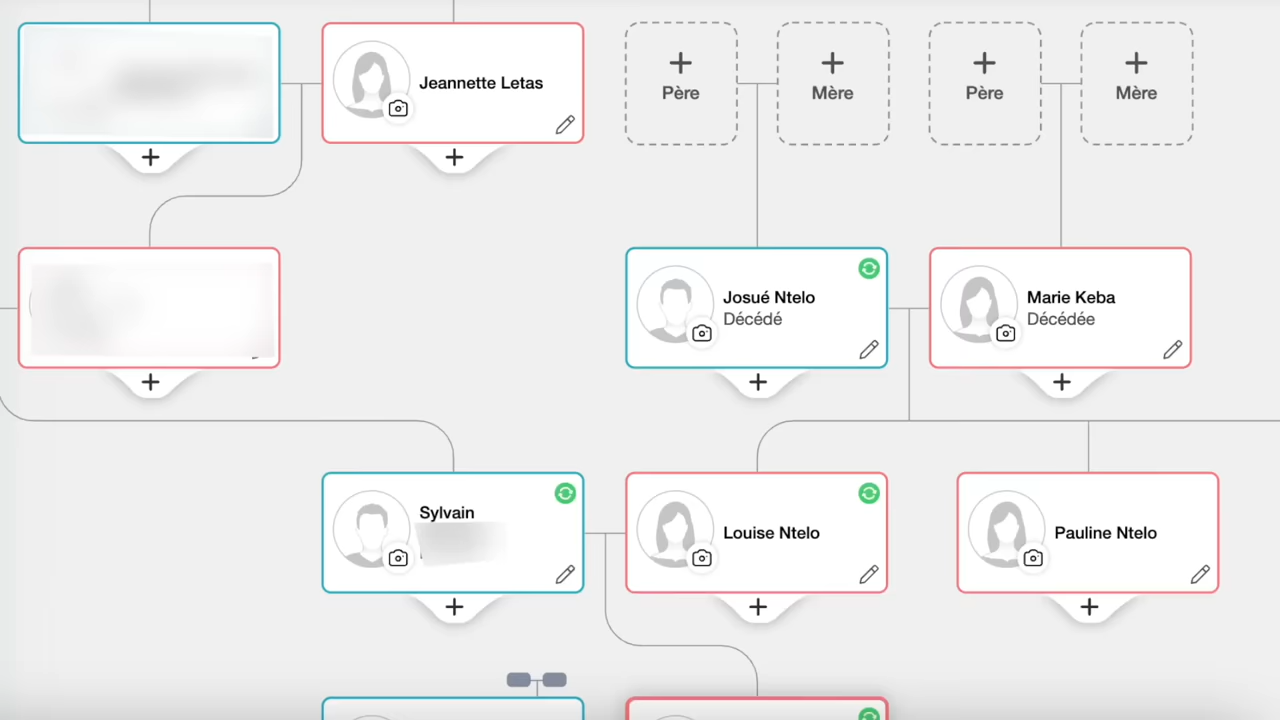 Jeannette Letas
Père
Mère
Père
Mère
Josué Ntelo
Décédé
Marie Keba
Décédée
Sylvain
Louise Ntelo
Pauline Ntelo